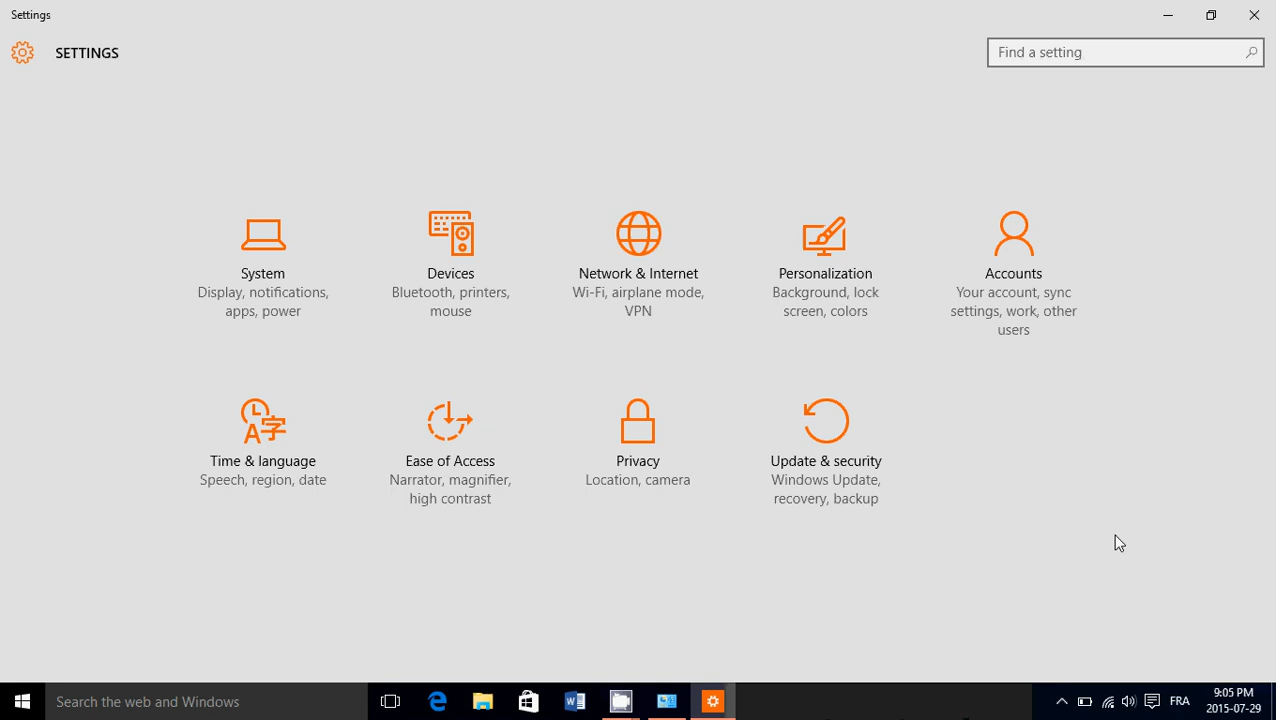 Settings
SETTINGS
Find a setting
System
Display, notifications,
apps, power
Devices
Bluetooth, printers,
mouse
Network & Internet
Wi-Fi, airplane mode,
VPN
Personalization
Background, lock
screen, colors
Accounts
Your account, sync
settings, work, other
users
Time & language
Speech, region, date
Ease of Access
Narrator, magnifier,
high contrast
Privacy
Location, camera
Update & security
Windows Update,
recovery, backup
Search the web and Windows
FRA
9:05 PM
2015-07-29